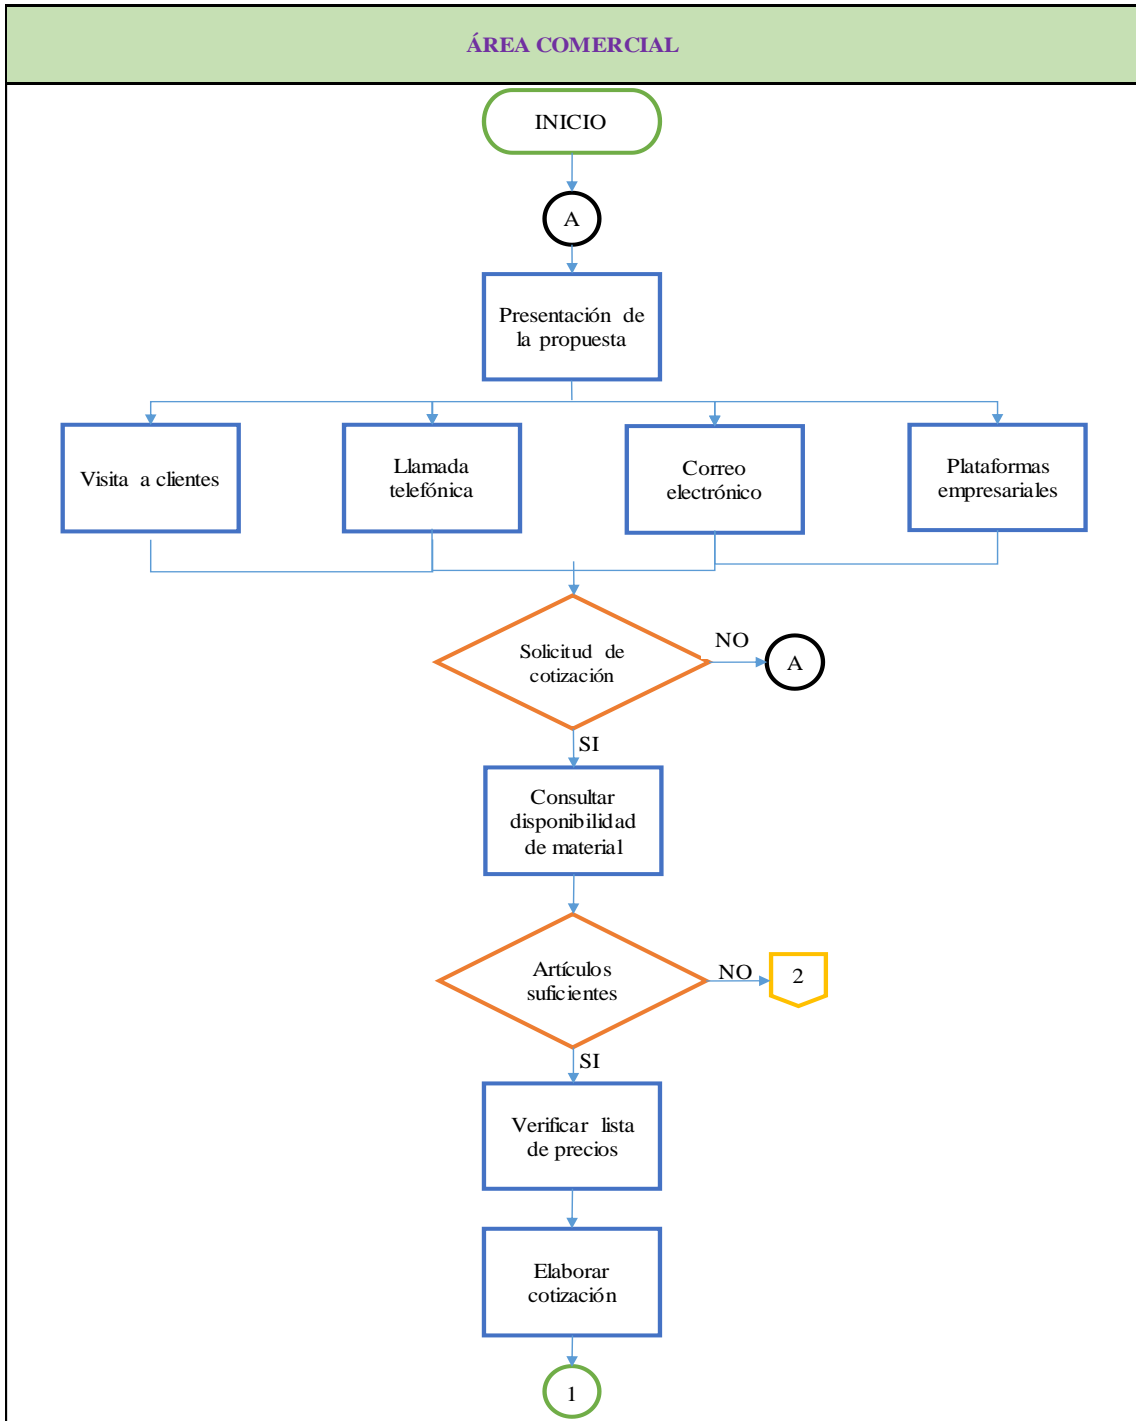 ÁREA COMERCIAL
INICIO
A
Presentación de
la propuesta
Visita a clientes
Llamada
telefónica
Correo
electrónico
Plataformas
empresariales
Solicitud de
cotización
NO
A
SI
Consultar
disponibilidad
de material
Artículos
suficientes
NO
2
SI
Verificar lista
de precios
Elaborar
cotización
1